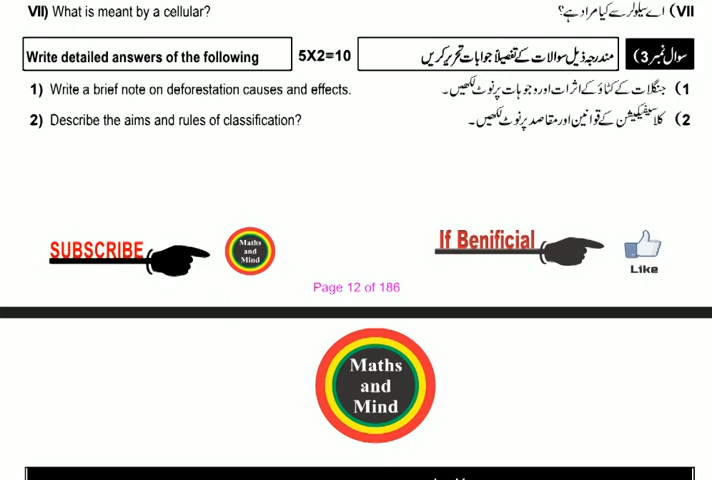 VII) What is meant by a cellular?
VII) اے سیلولر سے کیا مراد ہے؟
Write detailed answers of the following 5X2=10 مندرجہ ذیل سوالات کے تفصیلاً جوابات تحریر کریں سوال نمبر 3)
1) Write a brief note on deforestation causes and effects.
1) جنگلات کے کٹاؤ کے اثرات اور وجوہات پر نوٹ لکھیں۔
2) Describe the aims and rules of classification?
2) کلاسیفیکیشن کے قوانین اور مقاصد پر نوٹ لکھیں۔
SUBSCRIBE
Maths
and
Mind
If Benificial
Like
Page 12 of 186
Maths
and
Mind